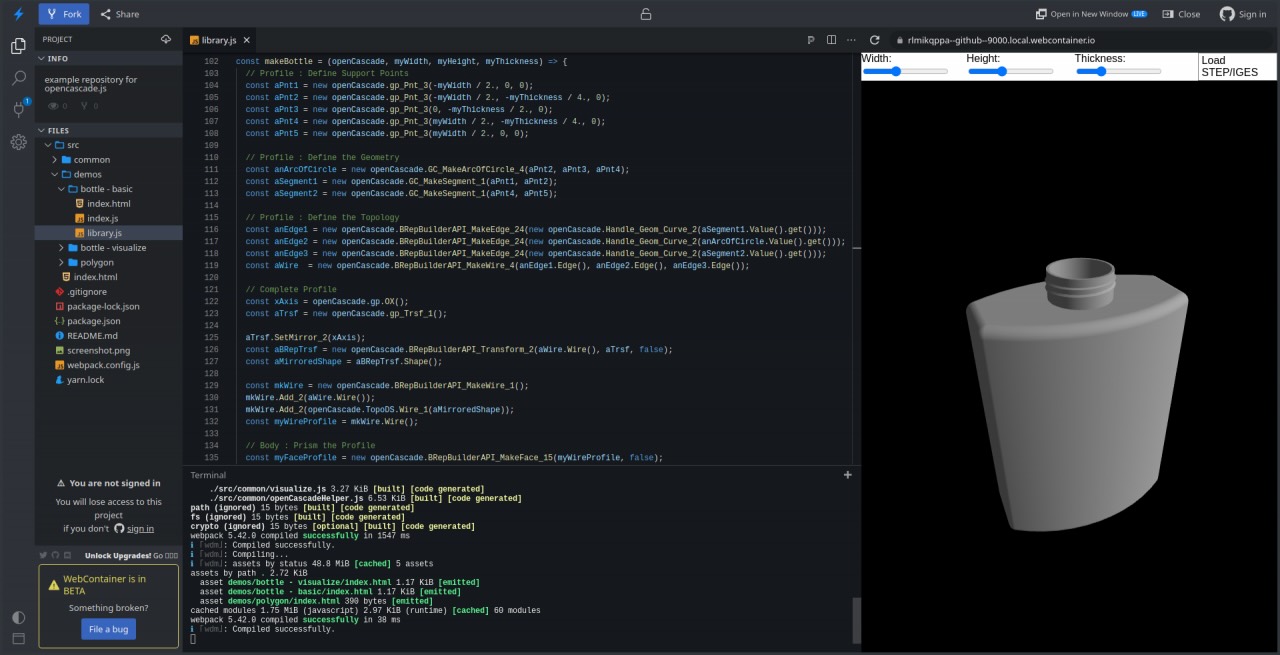 Fork
Share
Open in New Window LIVE
Close
Sign in
PROJECT
INFO
example repository for
opencascade.js
0 0
FILES
src
common
demos
bottle - basic
index.html
index.js
library.js
bottle - visualize
polygon
index.html
.gitignore
package-lock.json
package.json
README.md
screenshot.png
webpack.config.js
yarn.lock
You are not signed in
You will lose access to this
project
if you don't sign in
Unlock Upgrades! Go
WebContainer is in
BETA
Something broken?
File a bug
1
library.js
102 const makeBottle = (openCascade, myWidth, myHeight, myThickness) => {
103 // Profile : Define Support Points
104 const aPnt1 = new openCascade.gp_Pnt_3(-myWidth / 2., 0, 0);
105 const aPnt2 = new openCascade.gp_Pnt_3(-myWidth / 2., -myThickness / 4., 0);
106 const aPnt3 = new openCascade.gp_Pnt_3(0, -myThickness / 2., 0);
107 const aPnt4 = new openCascade.gp_Pnt_3(myWidth / 2., -myThickness / 4., 0);
108 const aPnt5 = new openCascade.gp_Pnt_3(myWidth / 2., 0, 0);
109
110 // Profile : Define the Geometry
111 const anArcOfCircle = new openCascade.GC_MakeArcOfCircle_4(aPnt2, aPnt3, aPnt4);
112 const aSegment1 = new openCascade.GC_MakeSegment_1(aPnt1, aPnt2);
113 const aSegment2 = new openCascade.GC_MakeSegment_1(aPnt4, aPnt5);
114
115 // Profile : Define the Topology
116 const anEdge1 = new openCascade.BRepBuilderAPI_MakeEdge_24(new openCascade.Handle_Geom_Curve_2(aSegment1.Value().get()));
117 const anEdge2 = new openCascade.BRepBuilderAPI_MakeEdge_24(new openCascade.Handle_Geom_Curve_2(anArcOfCircle.Value().get()));
118 const anEdge3 = new openCascade.BRepBuilderAPI_MakeEdge_24(new openCascade.Handle_Geom_Curve_2(aSegment2.Value().get()));
119 const aWire = new openCascade.BRepBuilderAPI_MakeWire_4(anEdge1.Edge(), anEdge2.Edge(), anEdge3.Edge());
120
121 // Complete Profile
122 const xAxis = openCascade.gp.OX();
123 const aTrsf = new openCascade.gp_Trsf_1();
124
125 aTrsf.SetMirror_2(xAxis);
126 const aBRepTrsf = new openCascade.BRepBuilderAPI_Transform_2(aWire.Wire(), aTrsf, false);
127 const aMirroredShape = aBRepTrsf.Shape();
128
129 const mkWire = new openCascade.BRepBuilderAPI_MakeWire_1();
130 mkWire.Add_2(aWire.Wire());
131 mkWire.Add_2(openCascade.TopoDS.Wire_1(aMirroredShape));
132 const myWireProfile = mkWire.Wire();
133
134 // Body : Prism the Profile
135 const myFaceProfile = new openCascade.BRepBuilderAPI_MakeFace_15(myWireProfile, false);
Terminal
./src/common/visualize.js 3.27 KiB [built] [code generated]
./src/common/openCascadeHelper.js 6.53 KiB [built] [code generated]
path (ignored) 15 bytes [built] [code generated]
fs (ignored) 15 bytes [built] [code generated]
crypto (ignored) 15 bytes [optional] [built] [code generated]
webpack 5.42.0 compiled successfully in 1547 ms
ℹ ｢wdm｣: Compiled successfully.
ℹ ｢wdm｣: Compiling...
ℹ ｢wdm｣: assets by status 48.8 MiB [cached] 5 assets
assets by path . 2.72 KiB
asset demos/bottle - visualize/index.html 1.17 KiB [emitted]
asset demos/bottle - basic/index.html 1.17 KiB [emitted]
asset demos/polygon/index.html 390 bytes [emitted]
cached modules 1.75 MiB (javascript) 2.97 KiB (runtime) [cached] 60 modules
webpack 5.42.0 compiled successfully in 38 ms
ℹ ｢wdm｣: Compiled successfully.
rlmikqppa--github--9000.local.webcontainer.io
Width:
Height:
Thickness:
Load
STEP/IGES